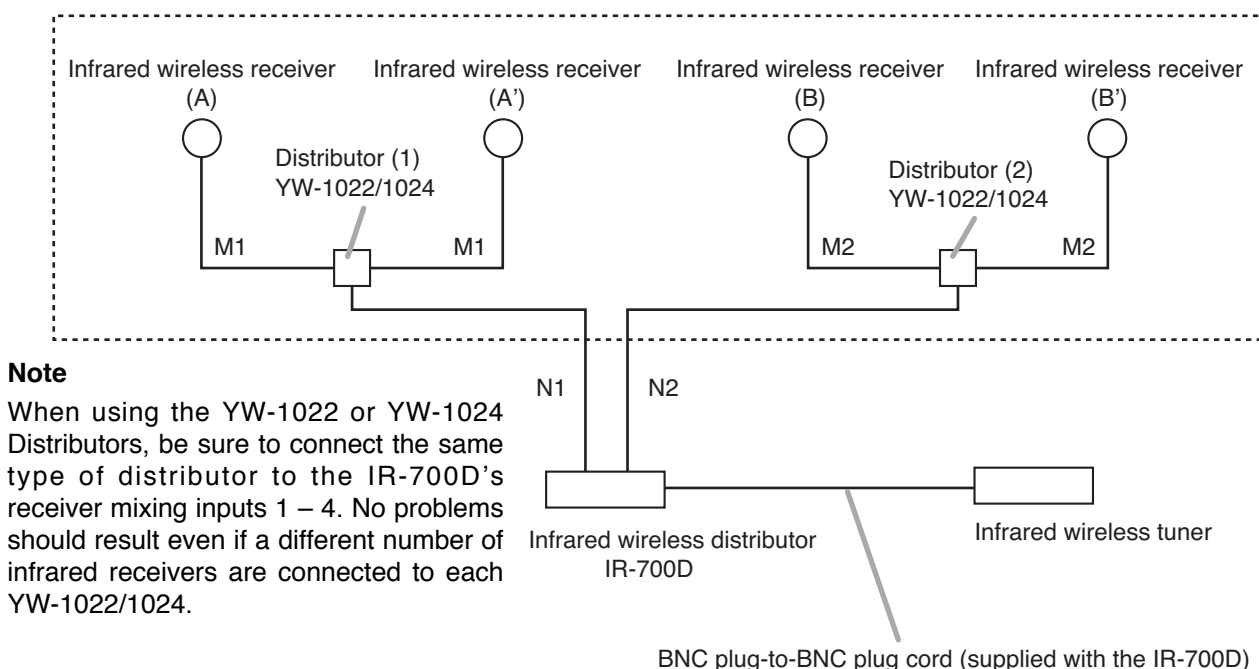 Infrared wireless receiver
(A)
Infrared wireless receiver
(A')
Infrared wireless receiver
(B)
Infrared wireless receiver
(B')
Distributor (1)
YW-1022/1024
Distributor (2)
YW-1022/1024
M1
M1
M2
M2
Note
When using the YW-1022 or YW-1024
Distributors, be sure to connect the same
type of distributor to the IR-700D's
receiver mixing inputs 1 – 4. No problems
should result even if a different number of
infrared receivers are connected to each
YW-1022/1024.
N1
N2
Infrared wireless distributor
IR-700D
Infrared wireless tuner
BNC plug-to-BNC plug cord (supplied with the IR-700D)